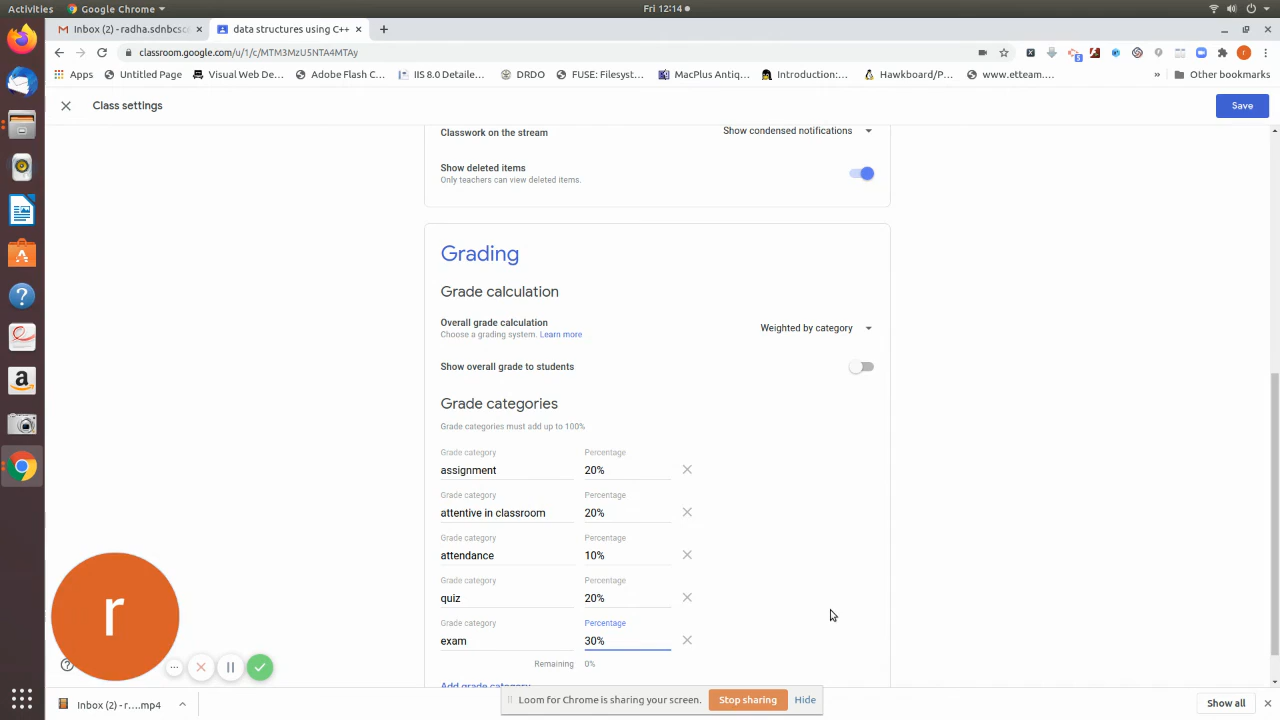 Activities
Google Chrome
Fri 12:14
Inbox (2) - radha.sdnbcsc
data structures using C++
classroom.google.com/u/1/c/MTM3MzU5NTA4MTAy
Apps
Untitled Page
Visual Web De...
Adobe Flash C...
IIS 8.0 Detaile...
DRDO
FUSE: Filesyst...
MacPlus Antiq...
Introduction:...
Hawkboard/P...
www.etteam....
»
Other bookmarks
Class settings
Save
Classwork on the stream
Show condensed notifications
Show deleted items
Only teachers can view deleted items.
Grading
Grade calculation
Overall grade calculation
Choose a grading system. Learn more
Weighted by category
Show overall grade to students
Grade categories
Grade categories must add up to 100%
Grade category
Percentage
assignment
20%
Grade category
Percentage
attentive in classroom
20%
Grade category
Percentage
attendance
10%
Grade category
Percentage
quiz
20%
Grade category
Percentage
exam
30%
Remaining
0%
Add grade category
r
Loom for Chrome is sharing your screen.
Stop sharing
Hide
Inbox (2) - r....mp4
Show all